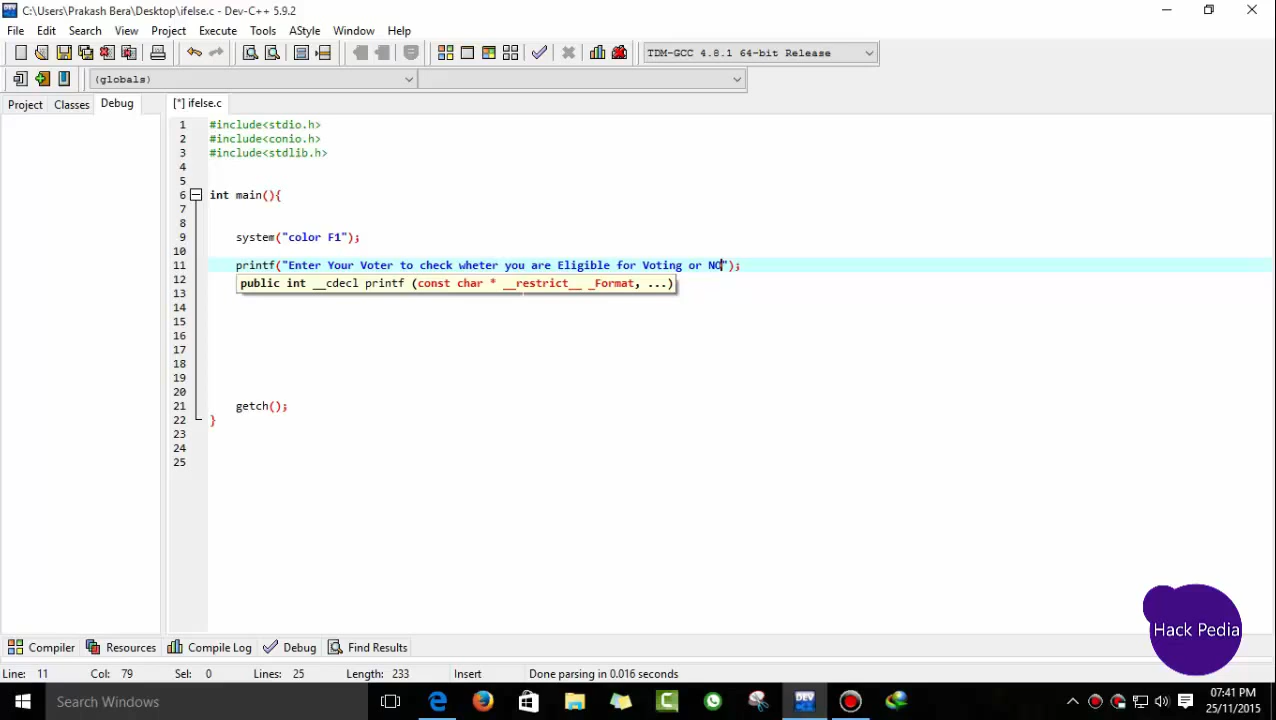 C:\Users\Prakash Bera\Desktop\ifelse.c - Dev-C++ 5.9.2
File Edit Search View Project Execute Tools AStyle Window Help
TDM-GCC 4.8.1 64-bit Release
(globals)
Project Classes Debug [*] ifelse.c
1 #include<stdio.h>
2 #include<conio.h>
3 #include<stdlib.h>
4
5
6 int main(){
7
8
9 system("color F1");
10
11 printf("Enter Your Voter to check wheter you are Eligible for Voting or NO");
12 public int __cdecl printf (const char * __restrict__ _Format, ...)
13
14
15
16
17
18
19
20
21 getch();
22 }
23
24
25
Hack Pedia
Compiler Resources Compile Log Debug Find Results
Line: 11 Col: 79 Sel: 0 Lines: 25 Length: 233 Insert Done parsing in 0.016 seconds
Search Windows DEV 07:41 PM
25/11/2015